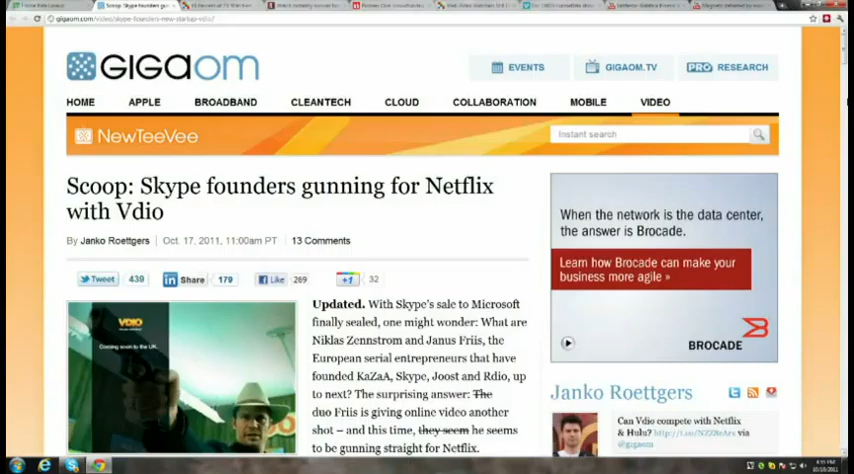 gigaom.com/video/skype-founders-new-startup-vdio/
GIGAOM
EVENTS
GIGAOM.TV
PRO RESEARCH
HOME
APPLE
BROADBAND
CLEANTECH
CLOUD
COLLABORATION
MOBILE
VIDEO
NewTeeVee
Instant search
Scoop: Skype founders gunning for Netflix
with Vdio
By Janko Roettgers | Oct. 17, 2011, 11:00am PT | 13 Comments
Tweet 439
in Share 179
Like 269
+1 32
VDIO
Coming soon to the UK.
Updated. With Skype's sale to Microsoft
finally sealed, one might wonder: What are
Niklas Zennstrom and Janus Friis, the
European serial entrepreneurs that have
founded KaZaA, Skype, Joost and Rdio, up
to next? The surprising answer: The
duo Friis is giving online video another
shot – and this time, they seem he seems
to be gunning straight for Netflix.
When the network is the data center,
the answer is Brocade.
Learn how Brocade can make your
business more agile »
BROCADE
Janko Roettgers
Can Vdio compete with Netflix
& Hulu? via
@gigaom